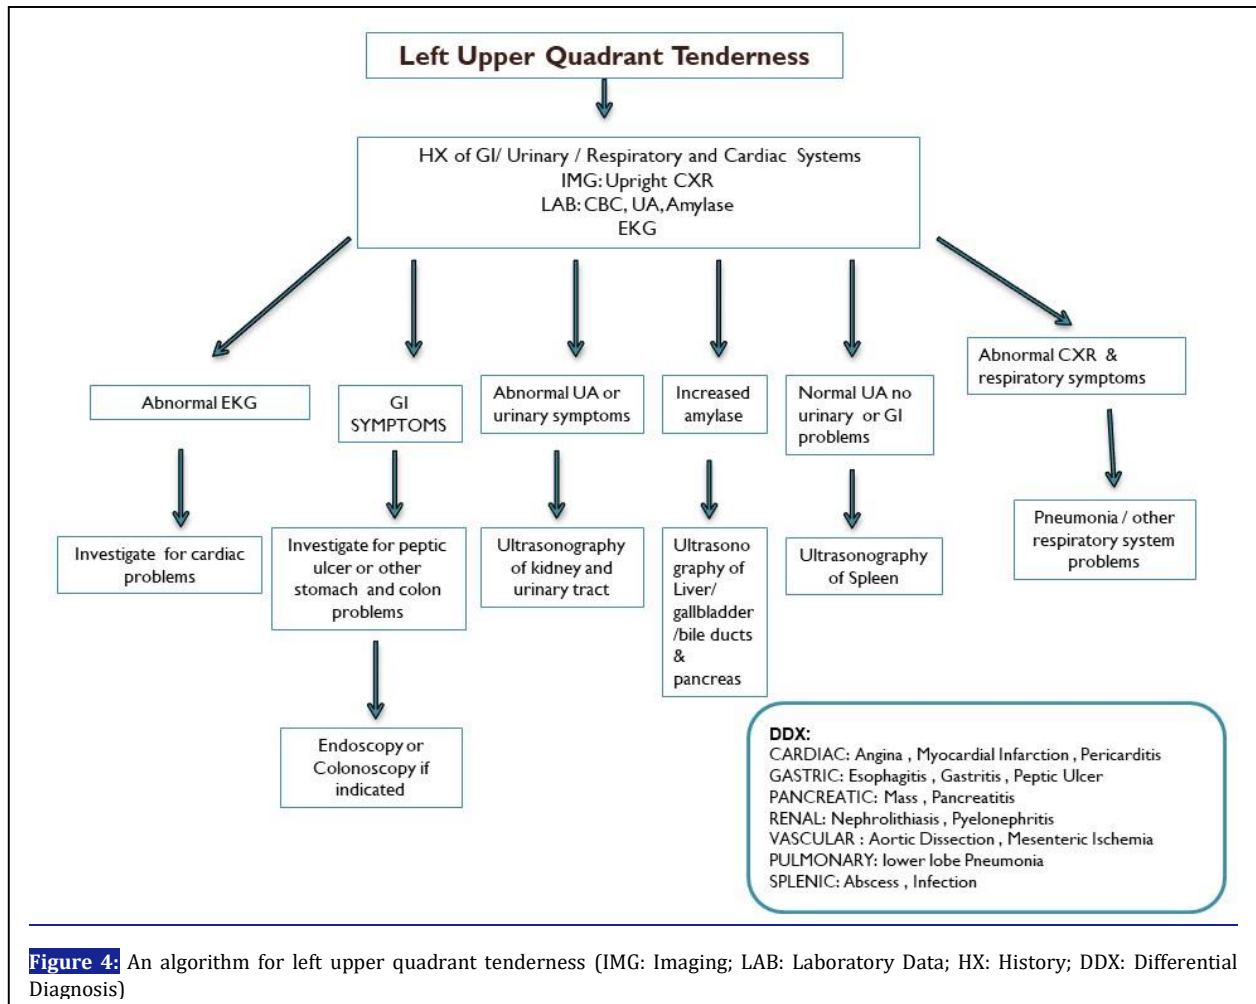 Left Upper Quadrant Tenderness
HX of GI/ Urinary / Respiratory and Cardiac Systems
IMG: Upright CXR
LAB: CBC, UA, Amylase
EKG
Abnormal EKG
GI
SYMPTOMS
Abnormal UA or
urinary symptoms
Increased
amylase
Normal UA no
urinary or GI
problems
Abnormal CXR &
respiratory symptoms
Investigate for cardiac
problems
Investigate for peptic
ulcer or other
stomach and colon
problems
Ultrasonography
of kidney and
urinary tract
Ultrasono
graphy of
Liver/
gallbladder
/bile ducts
&
pancreas
Ultrasonography
of Spleen
Pneumonia / other
respiratory system
problems
Endoscopy or
Colonoscopy if
indicated
DDX:
CARDIAC: Angina , Myocardial Infarction , Pericarditis
GASTRIC: Esophagitis , Gastritis , Peptic Ulcer
PANCREATIC: Mass , Pancreatitis
RENAL: Nephrolithiasis , Pyelonephritis
VASCULAR : Aortic Dissection , Mesenteric Ischemia
PULMONARY: lower lobe Pneumonia
SPLENIC: Abscess , Infection
Figure 4: An algorithm for left upper quadrant tenderness (IMG: Imaging; LAB: Laboratory Data; HX: History; DDX: Differential
Diagnosis)